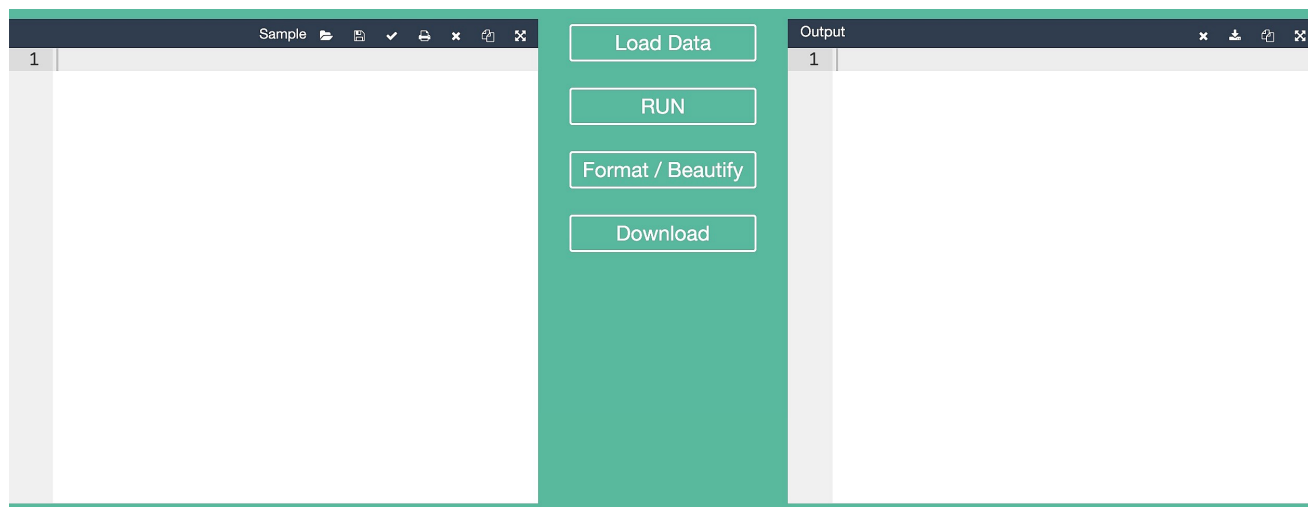 Sample
1
Load Data
RUN
Format / Beautify
Download
Output
1